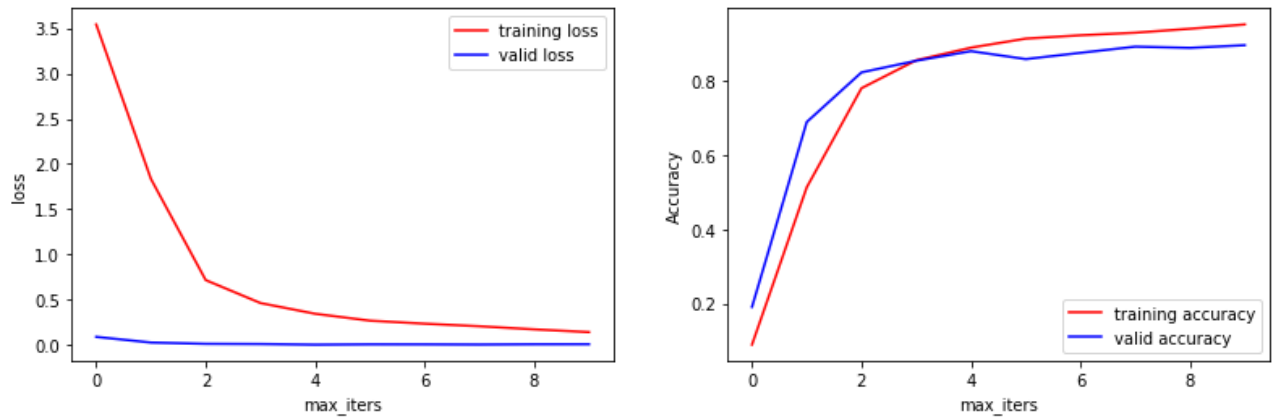 3.5
3.0
2.5
2.0
1.5
1.0
0.5
0.0
loss
training loss
valid loss
0 2 4 6 8
max_iters
0.8
0.6
0.4
0.2
Accuracy
training accuracy
valid accuracy
0 2 4 6 8
max_iters